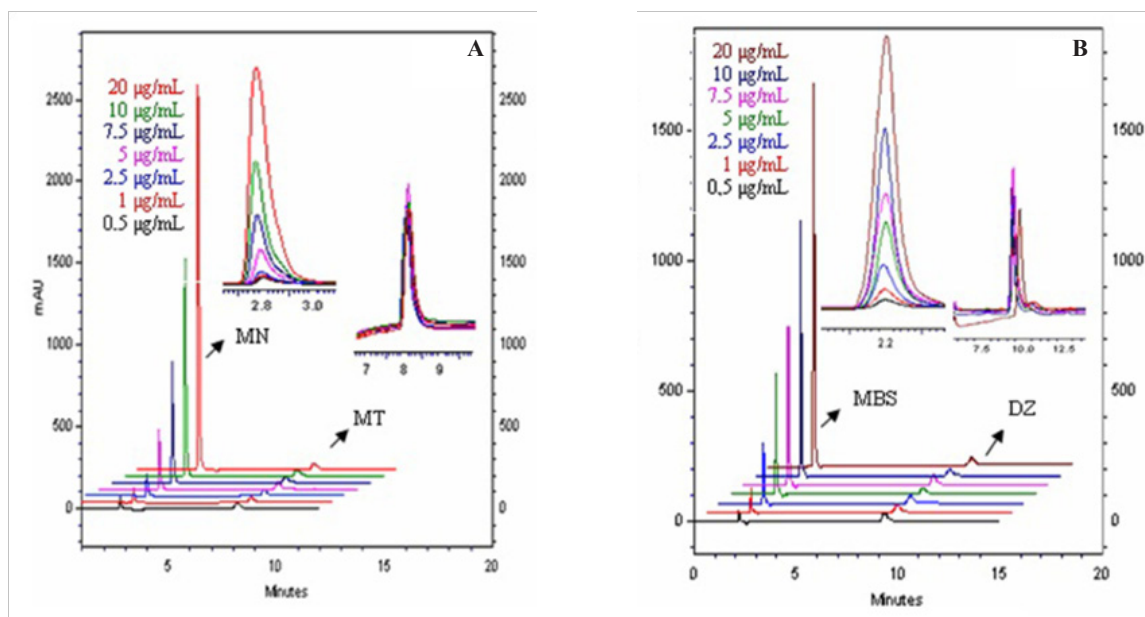 A
20 µg/mL
10 µg/mL
7.5 µg/mL
5 µg/mL
2.5 µg/mL
1 µg/mL
0.5 µg/mL
2500
2000
1500
1000
500
0
mAU
2500
2000
1500
1000
500
0
2.8 3.0
7 8 9
MN
MT
5 10 15 20
Minutes
B
20 µg/mL
10 µg/mL
7.5 µg/mL
5 µg/mL
2.5 µg/mL
1 µg/mL
0.5 µg/mL
1500
1000
500
0
1500
1000
500
0
2.2
7.5 10.0 12.5
MBS
DZ
0 5 10 15 20
Minutes